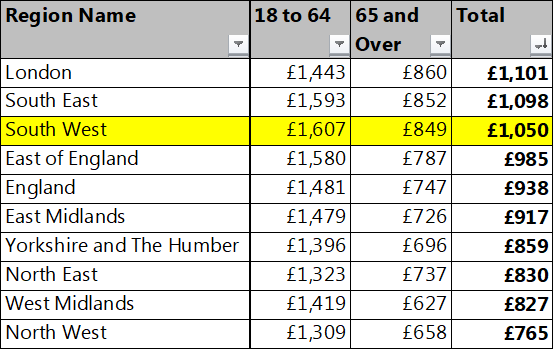 Region Name 18 to 64 65 and Over Total
London £1,443 £860 £1,101
South East £1,593 £852 £1,098
South West £1,607 £849 £1,050
East of England £1,580 £787 £985
England £1,481 £747 £938
East Midlands £1,479 £726 £917
Yorkshire and The Humber £1,396 £696 £859
North East £1,323 £737 £830
West Midlands £1,419 £627 £827
North West £1,309 £658 £765